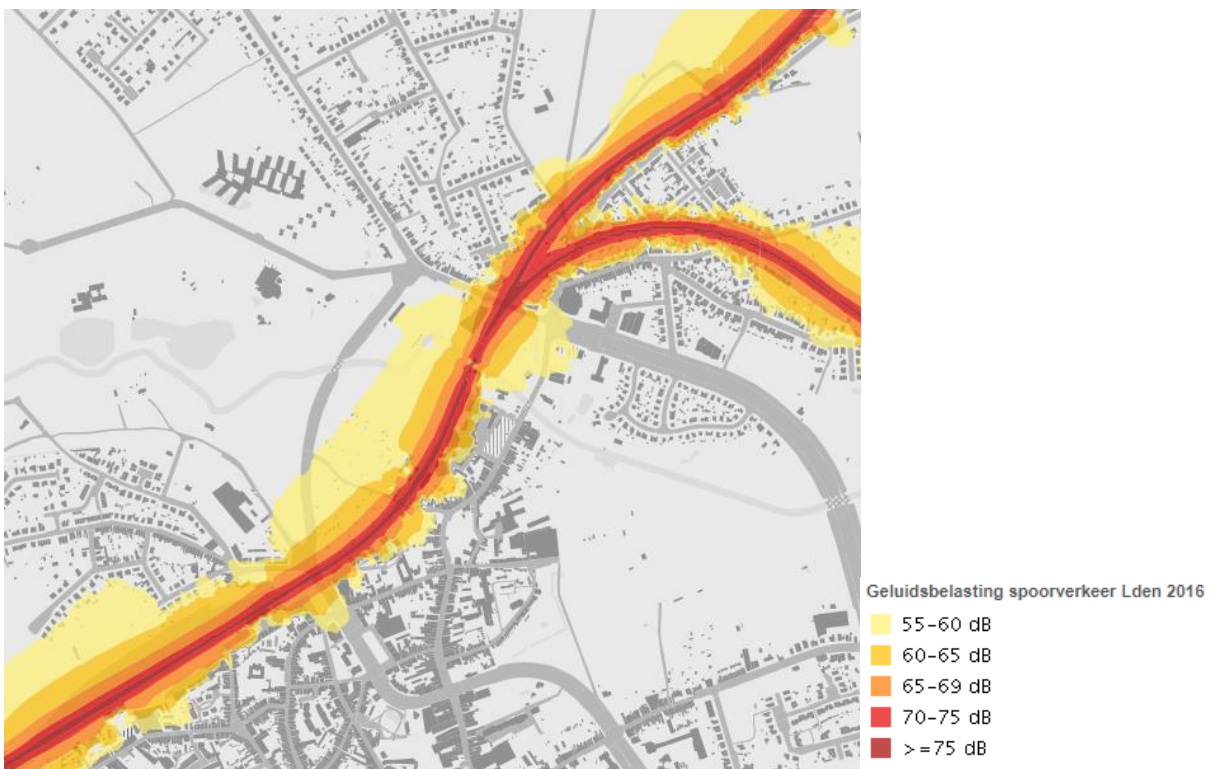 Geluidsbelasting spoorverkeer Lden 2016
55-60 dB
60-65 dB
65-69 dB
70-75 dB
>=75 dB